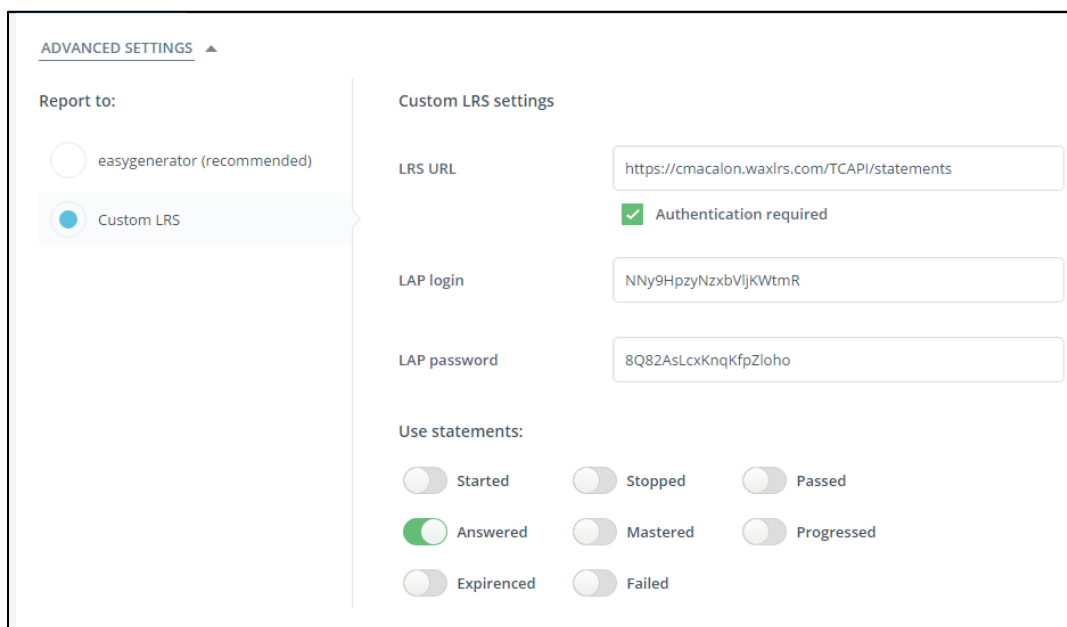 ADVANCED SETTINGS
Report to:
easygenerator (recommended)
Custom LRS
Custom LRS settings
LRS URL
https://cmacalon.waxlrs.com/TCAPI/statements
Authentication required
LAP login
NNy9HpzyNzxbVljKWtmR
LAP password
8Q82AsLcxKnqKfpZloho
Use statements:
Started Stopped Passed
Answered Mastered Progressed
Expirenced Failed